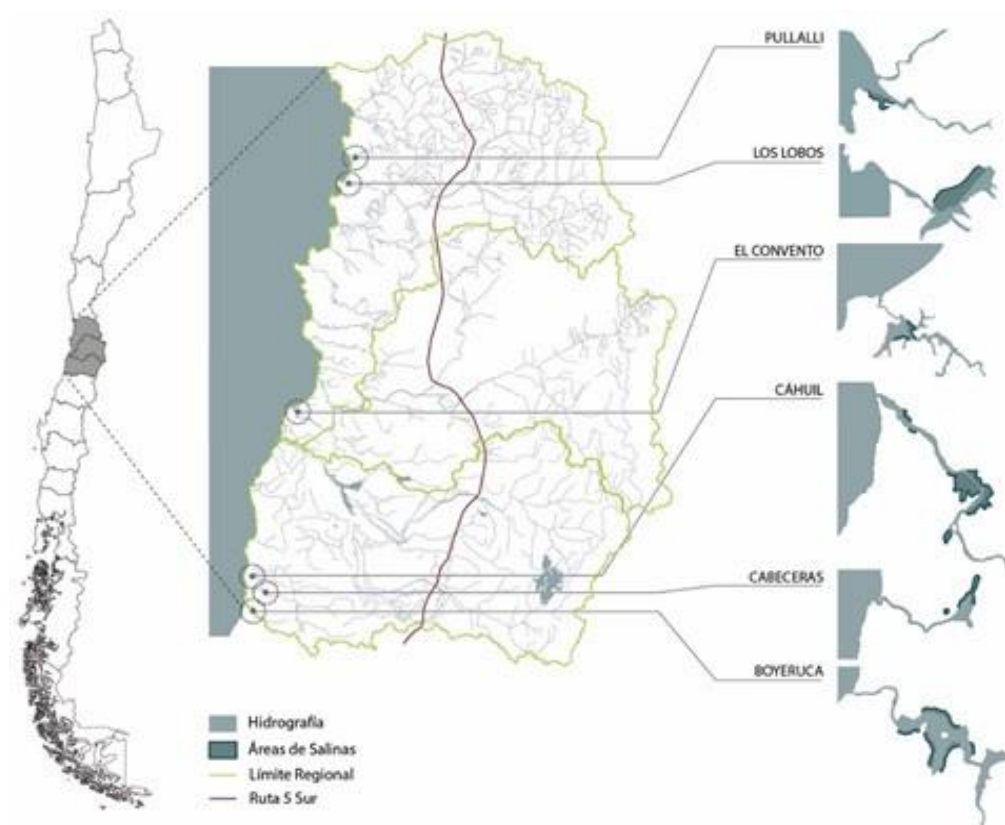 PULLALLI
LOS LOBOS
EL CONVENTO
CÁHUIL
CABECERAS
BOYERUCA
Hidrografía
Áreas de Salinas
Límite Regional
Ruta 5 Sur